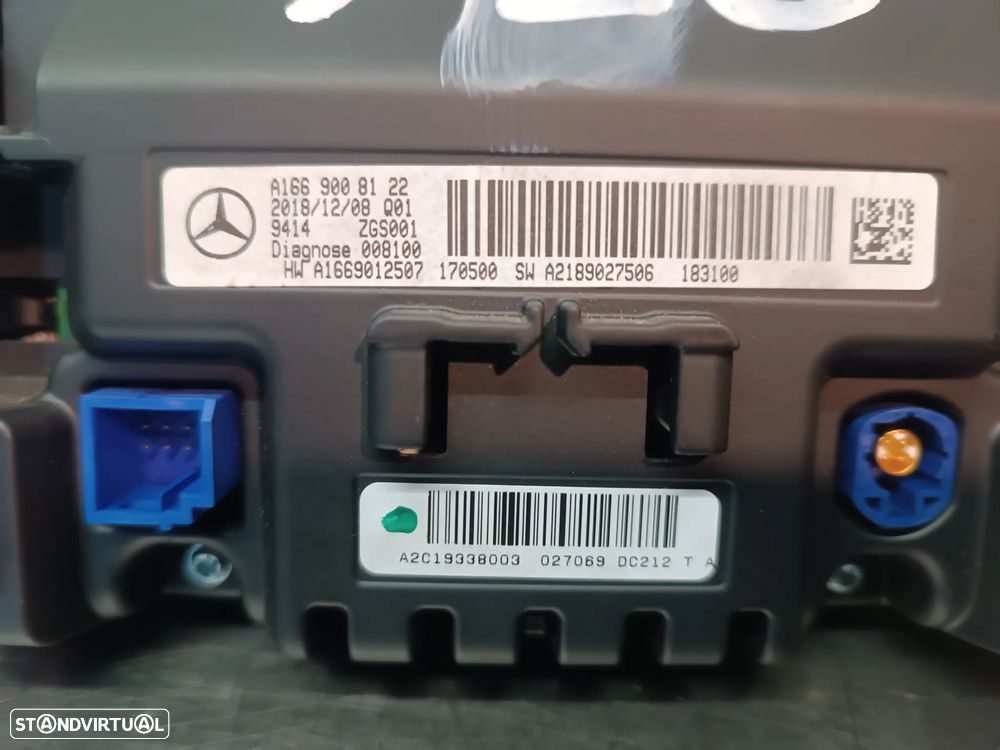 A166 900 81 22
2018/12/08 Q01
9414 ZGS001
Diagnose 008100
HW A1669012507 170500 SW A2189027506 183100
A2C19338003 027069 DC212 T A
STANDVIRTUAL